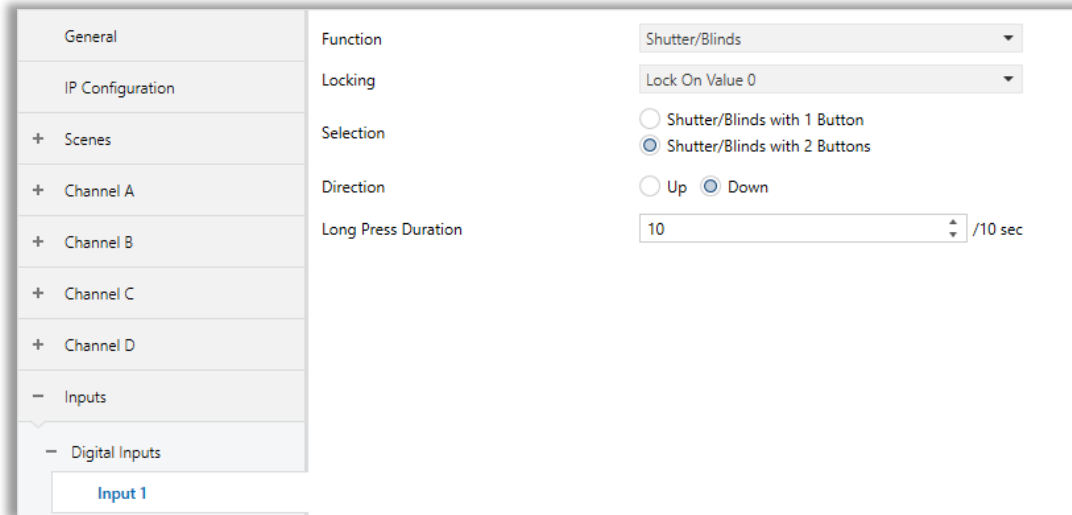 General
IP Configuration
+ Scenes
+ Channel A
+ Channel B
+ Channel C
+ Channel D
− Inputs
− Digital Inputs
Input 1
Function
Shutter/Blinds
Locking
Lock On Value 0
Selection
Shutter/Blinds with 1 Button
Shutter/Blinds with 2 Buttons
Direction
Up Down
Long Press Duration
10 /10 sec